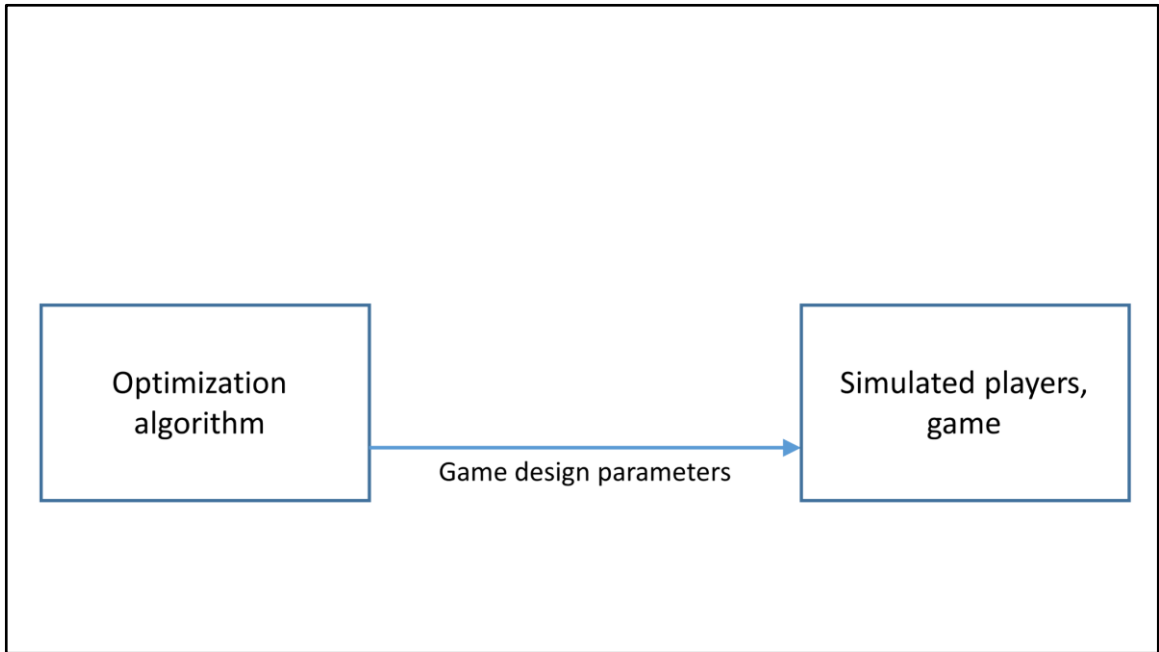 Optimization
algorithm
Simulated players,
game
Game design parameters